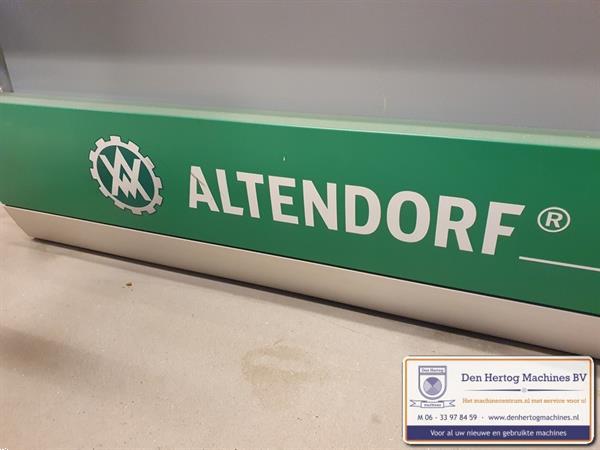 ALTENDORF®
Den Hertog
Machines
Den Hertog Machines BV
Het machinecentrum.nl met service voor u!
M 06 - 33 97 84 59 - www.denhertogmachines.nl
Voor al uw nieuwe en gebruikte machines